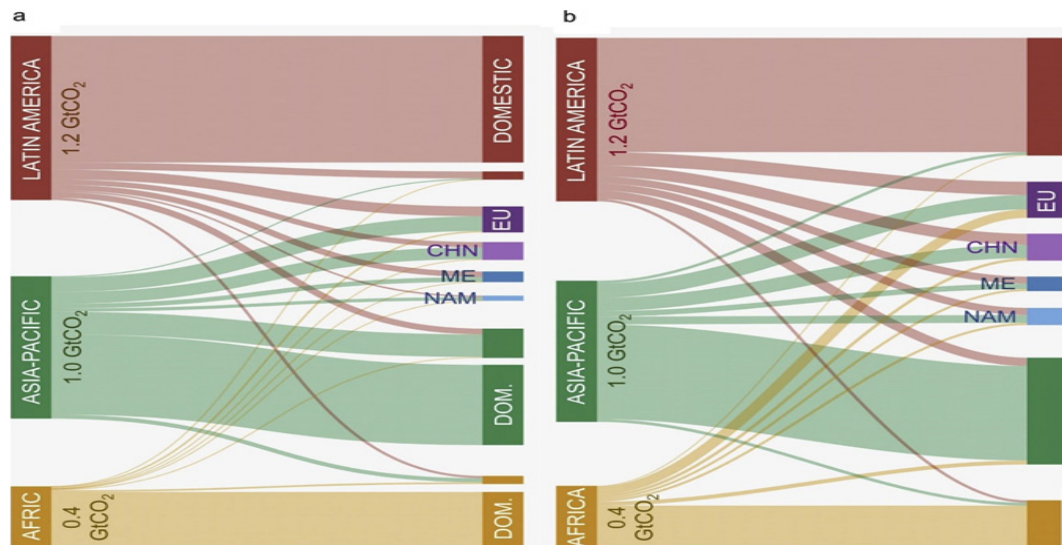 a
LATIN AMERICA
1.2 GtCO₂
DOMESTIC
EU
CHN
ME
NAM
ASIA-PACIFIC
1.0 GtCO₂
DOM.
AFRIC
0.4
GtCO₂
DOM.
b
LATIN AMERICA
1.2 GtCO₂
EU
CHN
ME
NAM
ASIA-PACIFIC
1.0 GtCO₂
AFRICA
0.4
GtCO₂